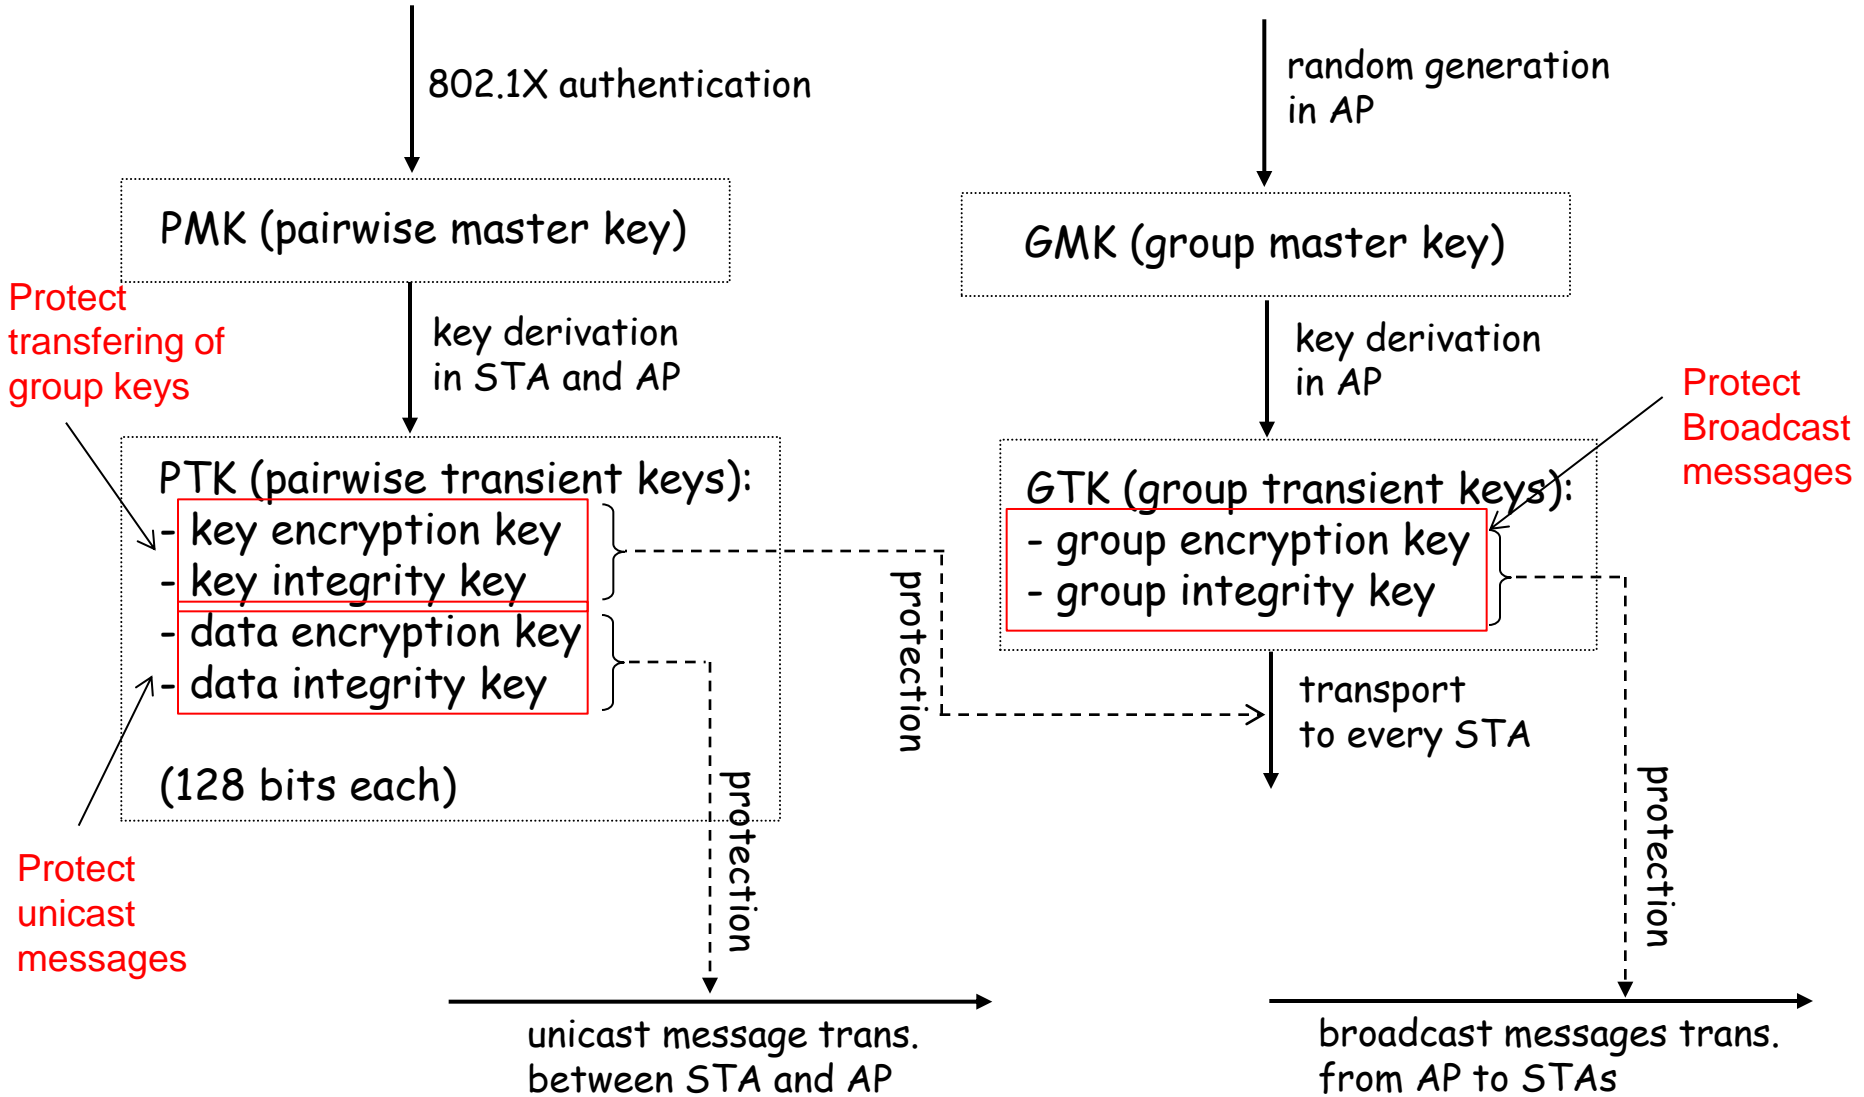 802.1X authentication
random generation
in AP
PMK (pairwise master key)
GMK (group master key)
Protect
transfering of
group keys
key derivation
in STA and AP
key derivation
in AP
Protect
Broadcast
messages
PTK (pairwise transient keys):
- key encryption key
- key integrity key
- data encryption key
- data integrity key
(128 bits each)
protection
GTK (group transient keys):
- group encryption key
- group integrity key
transport
to every STA
protection
protection
Protect
unicast
messages
unicast message trans.
between STA and AP
broadcast messages trans.
from AP to STAs